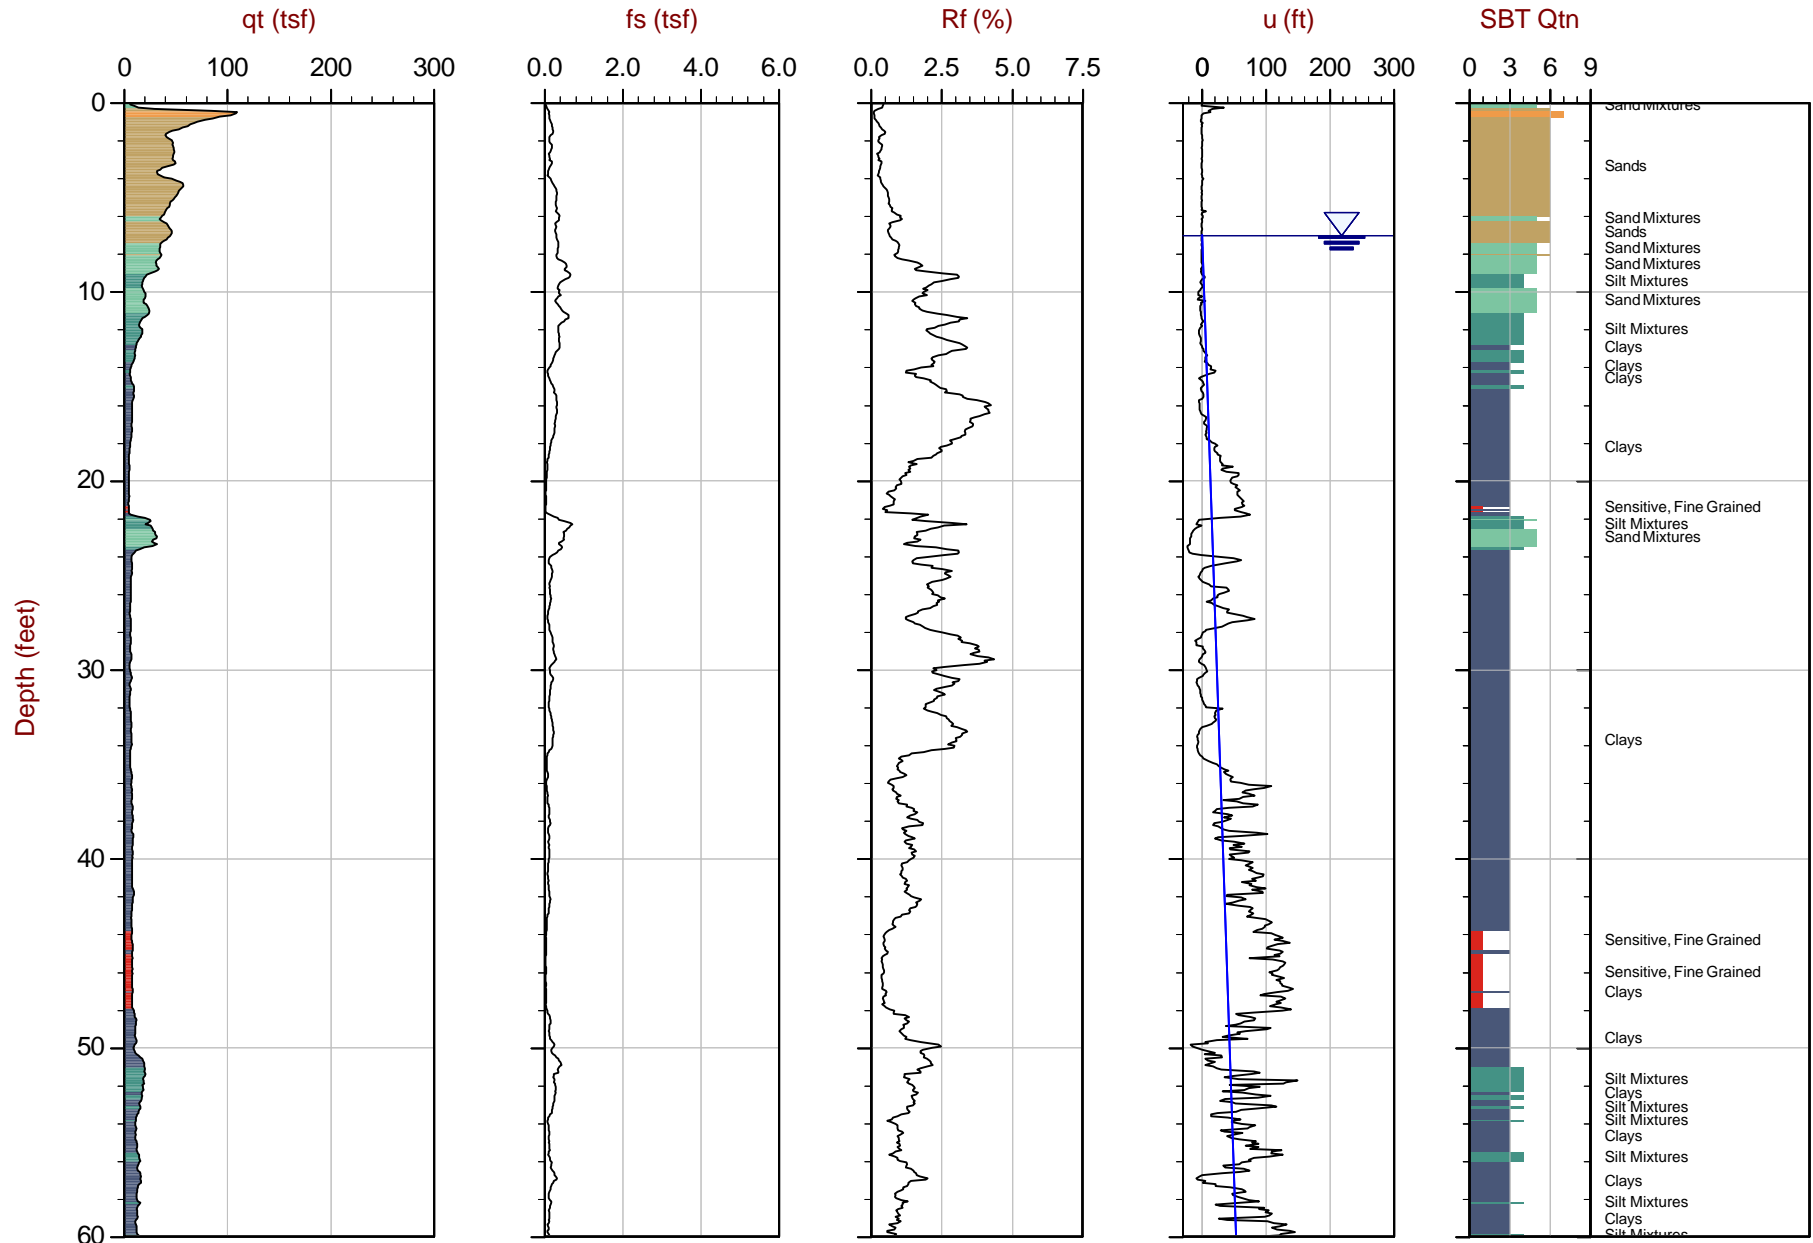 qt (tsf) fs (tsf) Rf (%) u (ft) SBT Qtn
0 100 200 300 0.0 2.0 4.0 6.0 0.0 2.5 5.0 7.5 0 100 200 300 0 3 6 9
0
10
20
30
40
50
60
Depth (feet)
Sand Mixtures
Sands
Sand Mixtures
Sands
Sand Mixtures
Sand Mixtures
Silt Mixtures
Sand Mixtures
Silt Mixtures
Clays
Clays
Clays
Clays
Sensitive, Fine Grained
Silt Mixtures
Sand Mixtures
Clays
Sensitive, Fine Grained
Sensitive, Fine Grained
Clays
Clays
Silt Mixtures
Clays
Silt Mixtures
Silt Mixtures
Clays
Silt Mixtures
Clays
Silt Mixtures
Clays
Silt Mixtures